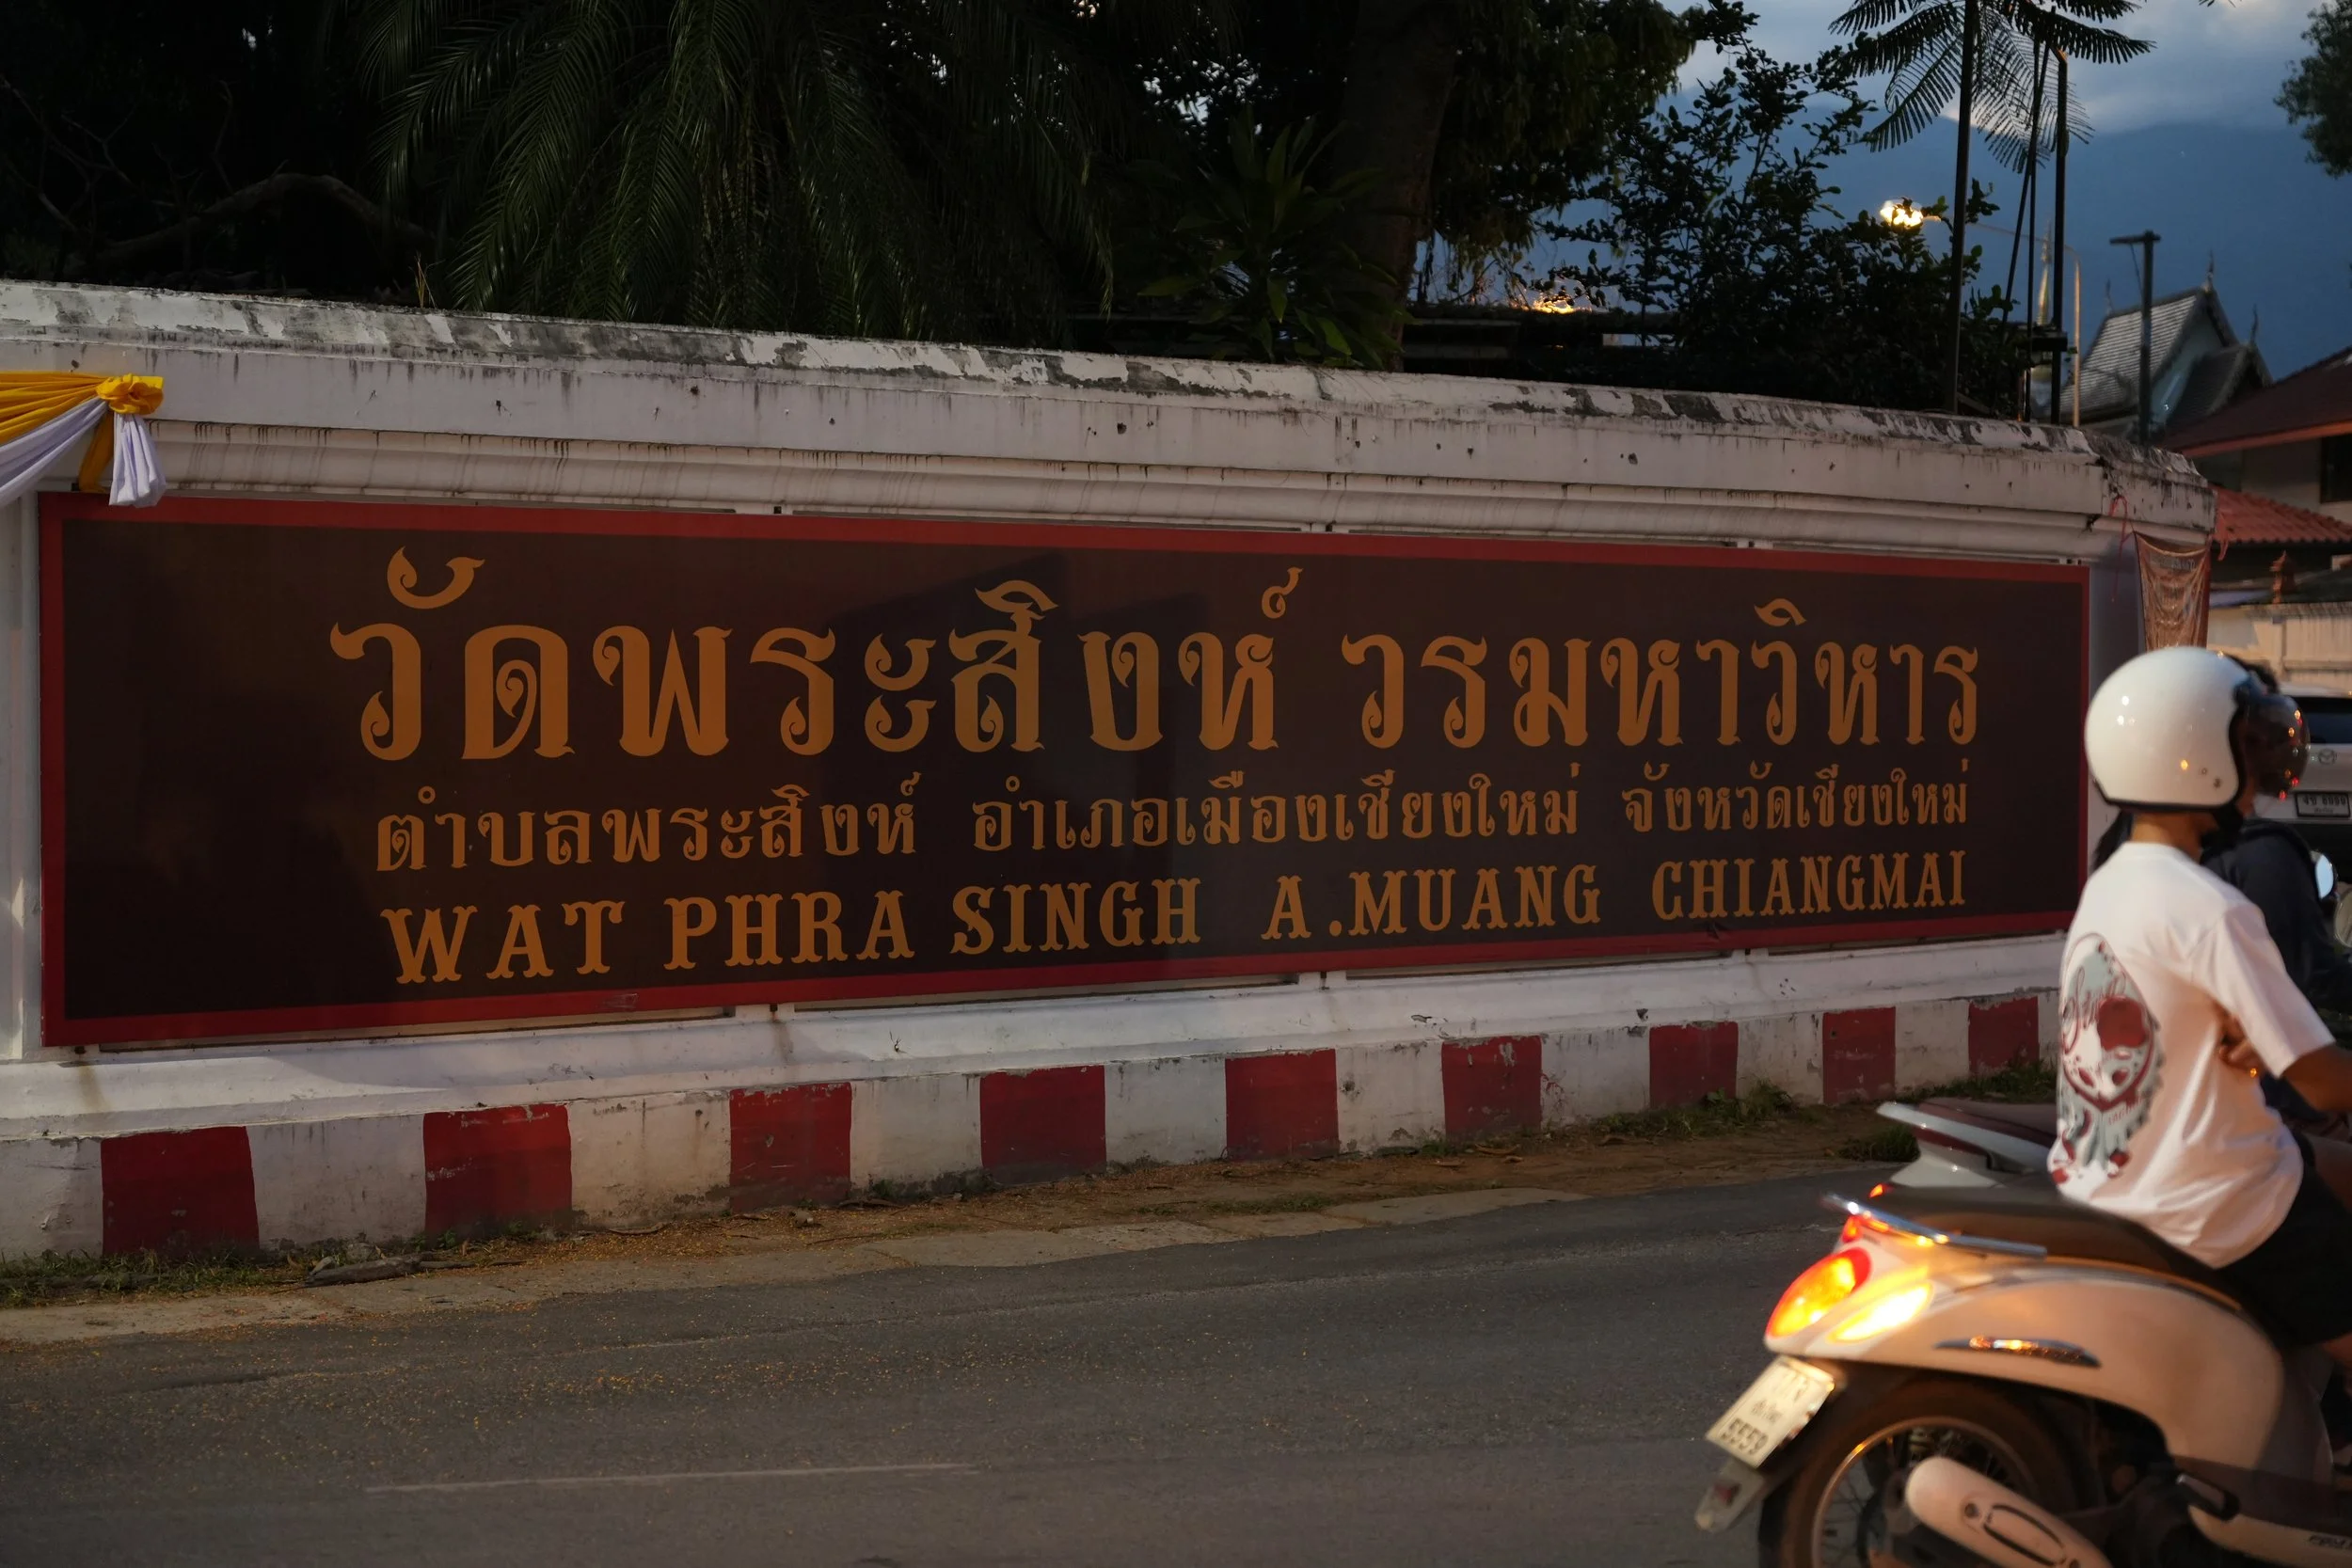 วัดพระสิงห์ วรมหาวิหาร
ตำบลพระสิงห์ อำเภอเมืองเชียงใหม่ จังหวัดเชียงใหม่
WAT PHRA SINGH A.MUANG CHIANGMAI
5559